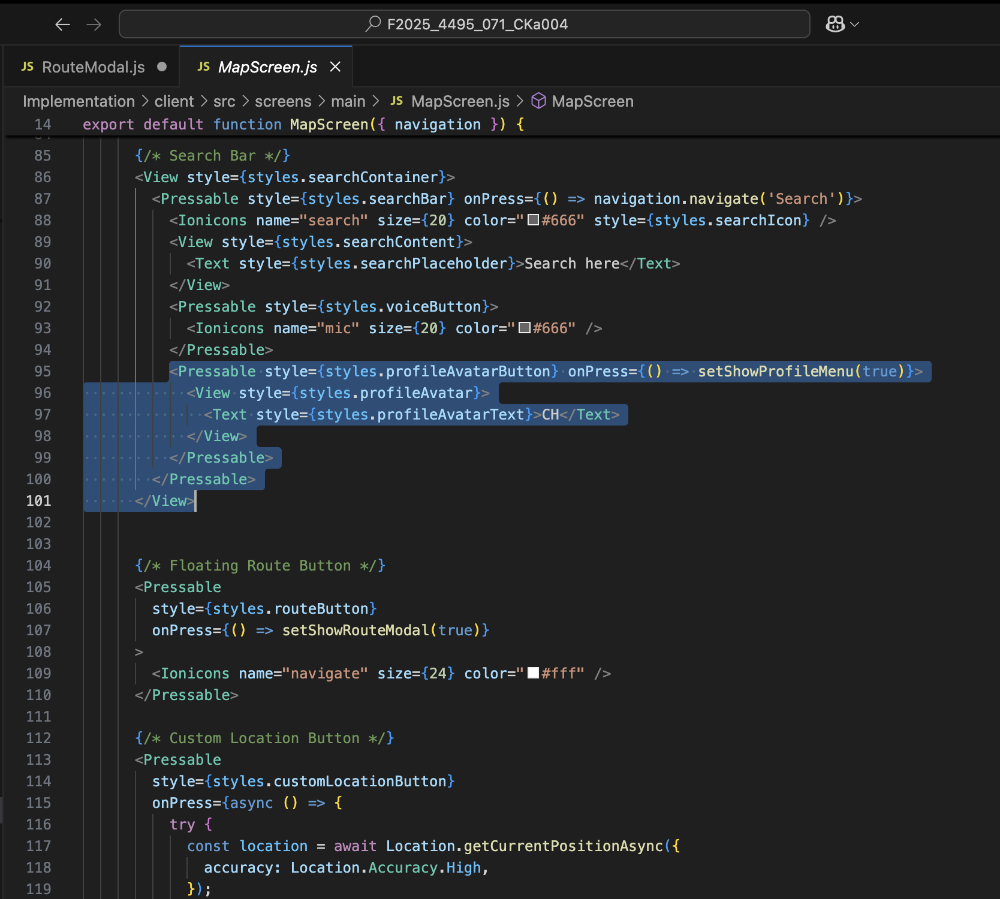 F2025_4495_071_CKa004
JS RouteModal.js
JS MapScreen.js
Implementation > client > src > screens > main > JS MapScreen.js > MapScreen
14 export default function MapScreen({ navigation }) {
85 {/* Search Bar */}
86 <View style={styles.searchContainer}>
87 <Pressable style={styles.searchBar} onPress={() => navigation.navigate('Search')}>
88 <Ionicons name="search" size={20} color="#666" style={styles.searchIcon} />
89 <View style={styles.searchContent}>
90 <Text style={styles.searchPlaceholder}>Search here</Text>
91 </View>
92 <Pressable style={styles.voiceButton}>
93 <Ionicons name="mic" size={20} color="#666" />
94 </Pressable>
95 <Pressable style={styles.profileAvatarButton} onPress={() => setShowProfileMenu(true)}>
96 <View style={styles.profileAvatar}>
97 <Text style={styles.profileAvatarText}>CH</Text>
98 </View>
99 </Pressable>
100 </Pressable>
101 </View>
102
103
104 {/* Floating Route Button */}
105 <Pressable
106 style={styles.routeButton}
107 onPress={() => setShowRouteModal(true)}
108 >
109 <Ionicons name="navigate" size={24} color="#fff" />
110 </Pressable>
111
112 {/* Custom Location Button */}
113 <Pressable
114 style={styles.customLocationButton}
115 onPress={async () => {
116 try {
117 const location = await Location.getCurrentPositionAsync({
118 accuracy: Location.Accuracy.High,
119 });